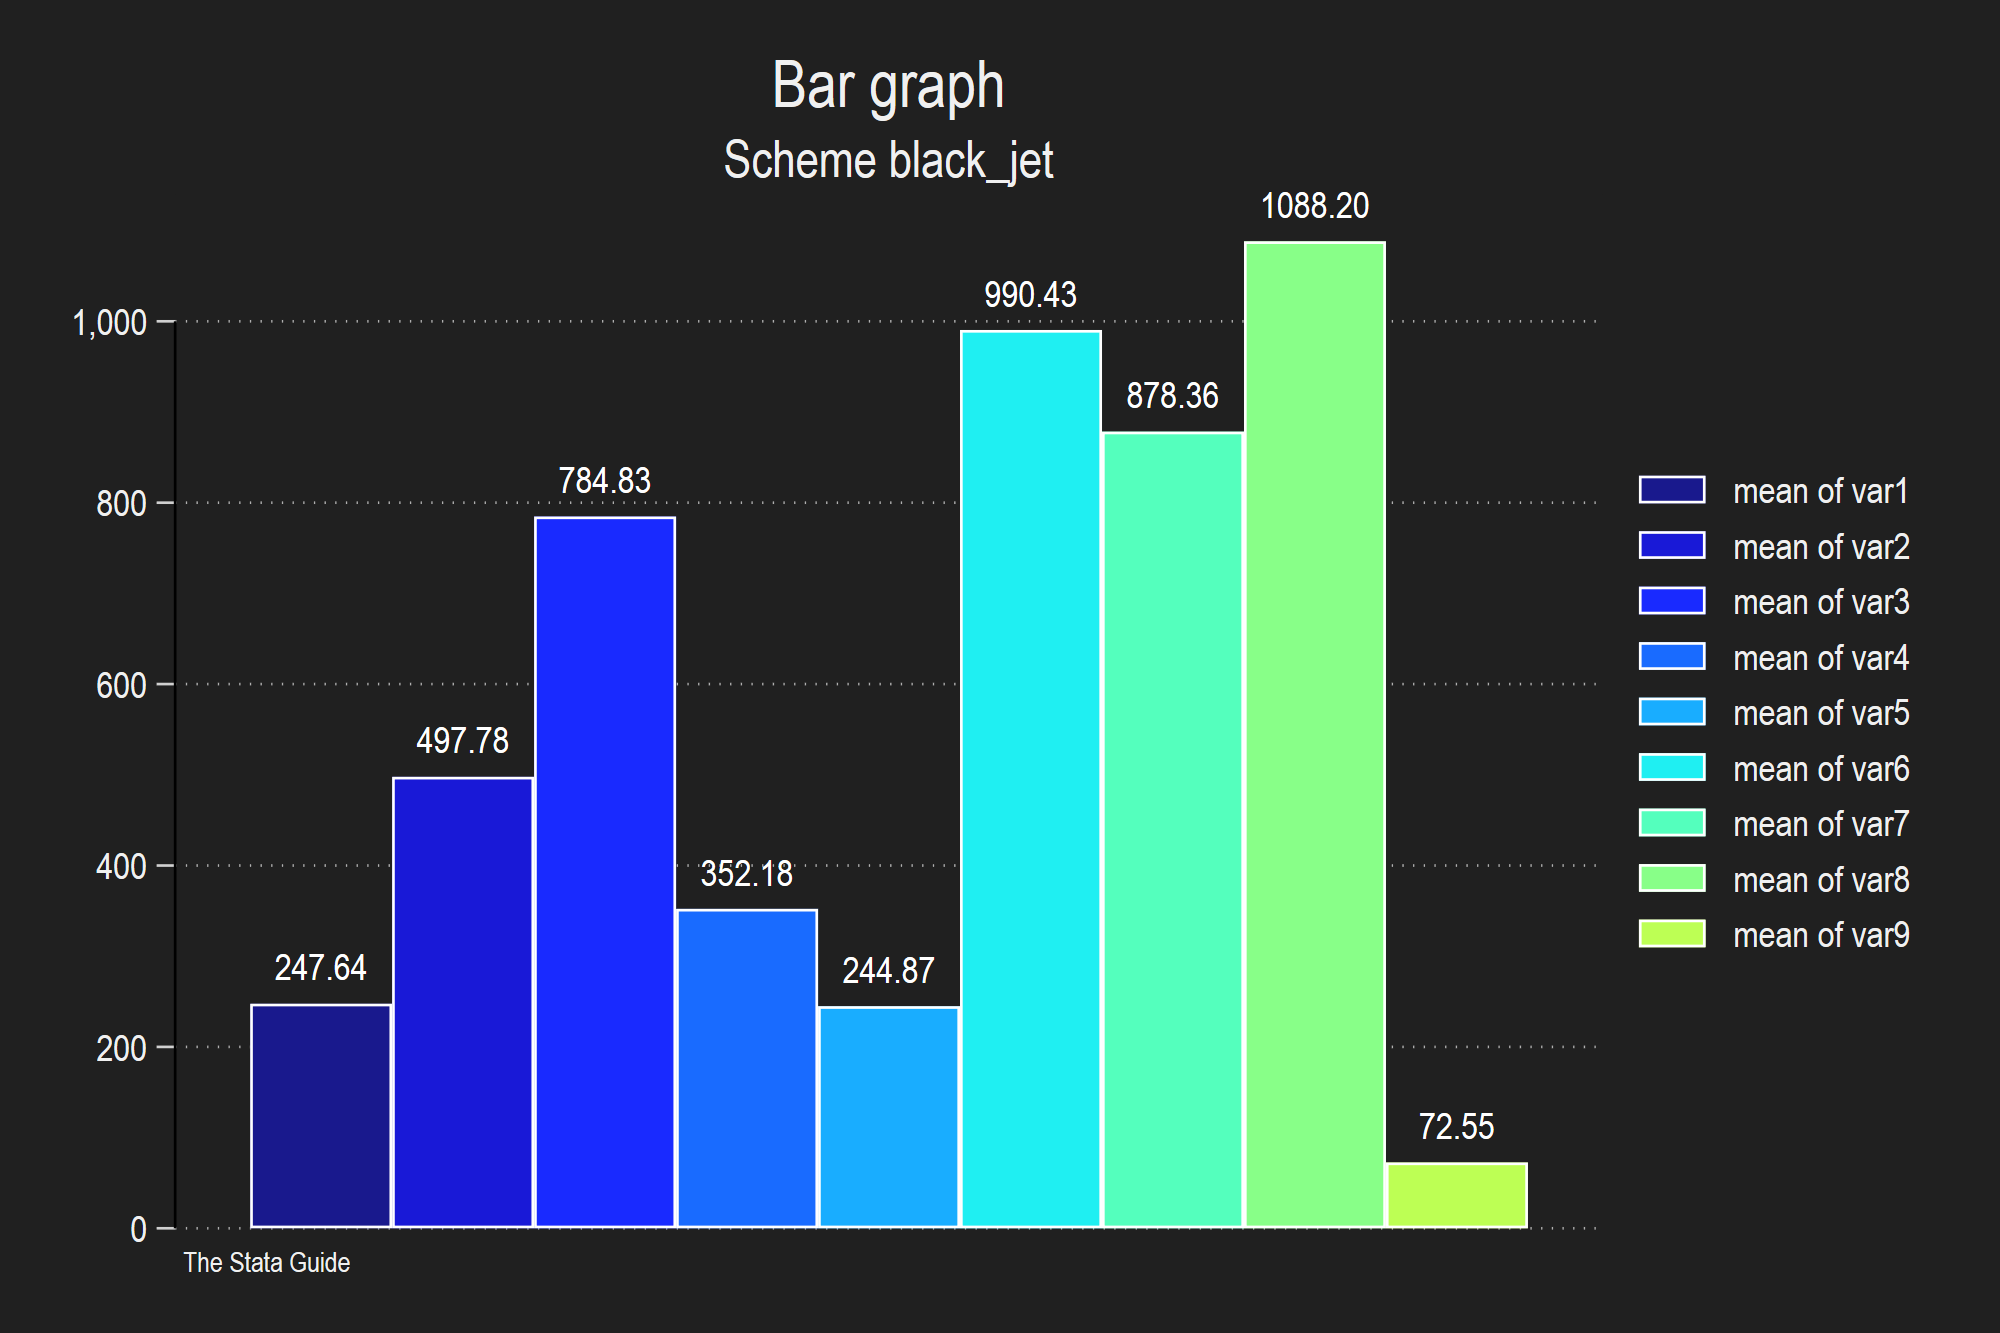 Bar graph
Scheme black_jet
1088.20
990.43
878.36
784.83
497.78
352.18
247.64
244.87
72.55
1,000
800
600
400
200
0
mean of var1
mean of var2
mean of var3
mean of var4
mean of var5
mean of var6
mean of var7
mean of var8
mean of var9
The Stata Guide